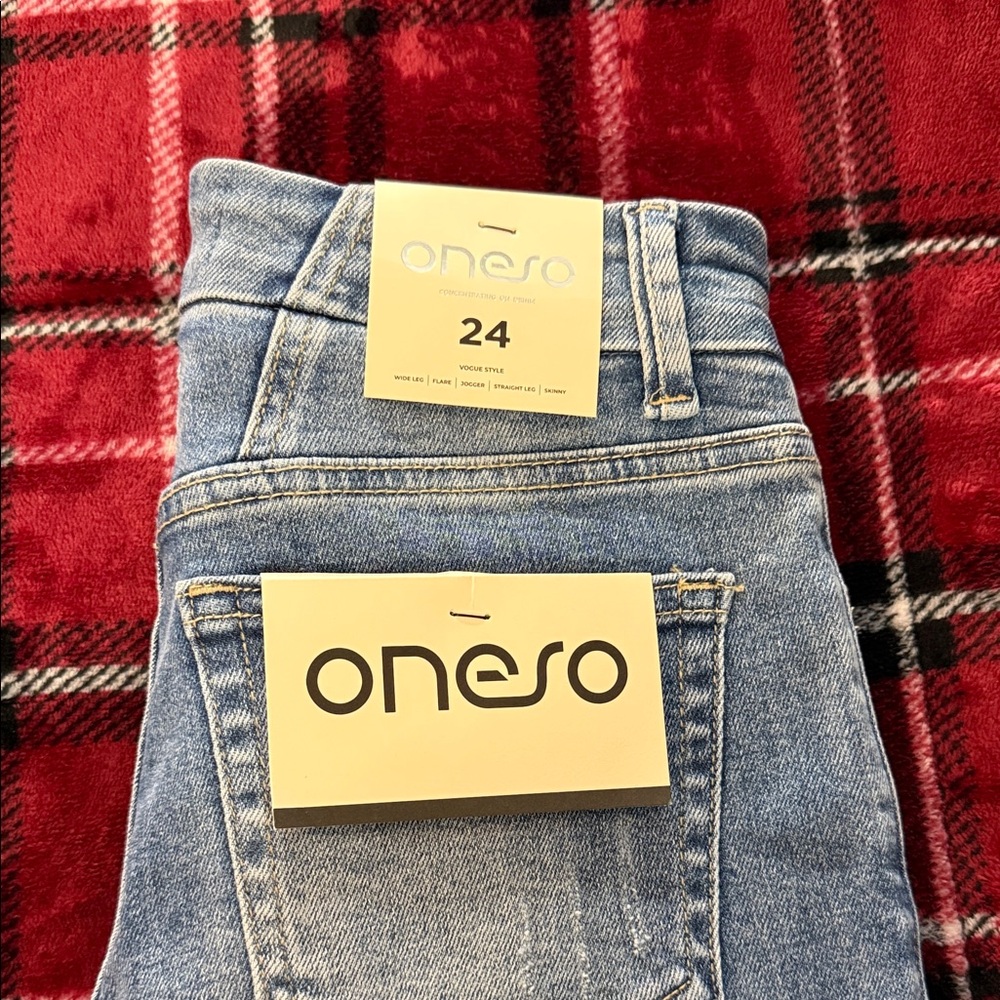 oneso
24
VOGUE STYLE
WIDE LEG | FLARE | JOGGER | STRAIGHT LEG | SKINNY
oneso